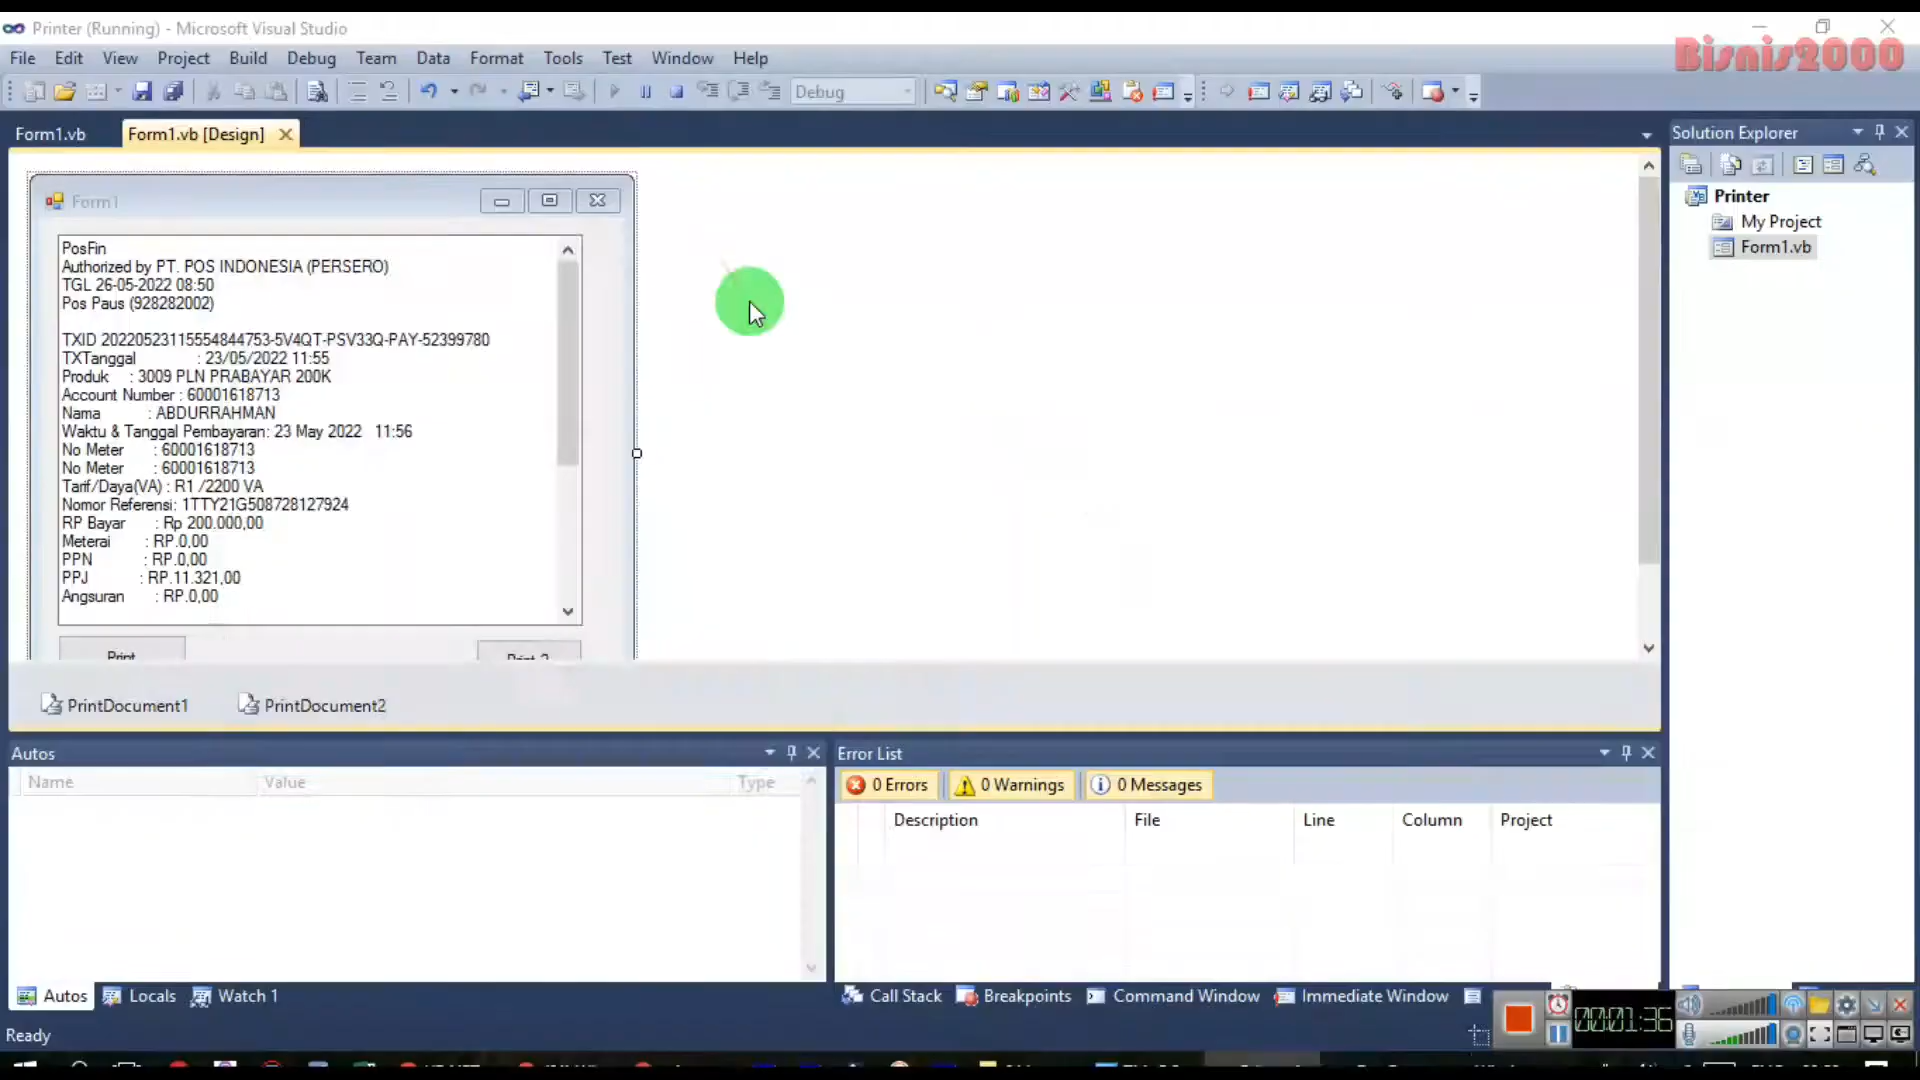 Printer (Running) - Microsoft Visual Studio
Bisnis2000
File Edit View Project Build Debug Team Data Format Tools Test Window Help
Debug
Form1.vb Form1.vb [Design]
Solution Explorer
Printer
My Project
Form1.vb
Form1
PosFin
Authorized by PT. POS INDONESIA (PERSERO)
TGL 26-05-2022 08:50
Pos Paus (928282002)
TXID 20220523115554844753-5V4QT-PSV33Q-PAY-52399780
TXTanggal : 23/05/2022 11:55
Produk : 3009 PLN PRABAYAR 200K
Account Number : 60001618713
Nama : ABDURRAHMAN
Waktu & Tanggal Pembayaran: 23 May 2022 11:56
No Meter : 60001618713
No Meter : 60001618713
Tarif/Daya(VA) : R1 /2200 VA
Nomor Referensi: 1TTY21G508728127924
RP Bayar : Rp 200.000,00
Meterai : RP.0,00
PPN : RP.0,00
PPJ : RP.11.321,00
Angsuran : RP.0,00
Print Print 2
PrintDocument1 PrintDocument2
Autos
Name Value Type
Error List
0 Errors 0 Warnings 0 Messages
Description File Line Column Project
Autos Locals Watch 1
Call Stack Breakpoints Command Window Immediate Window
00:01:36
Ready